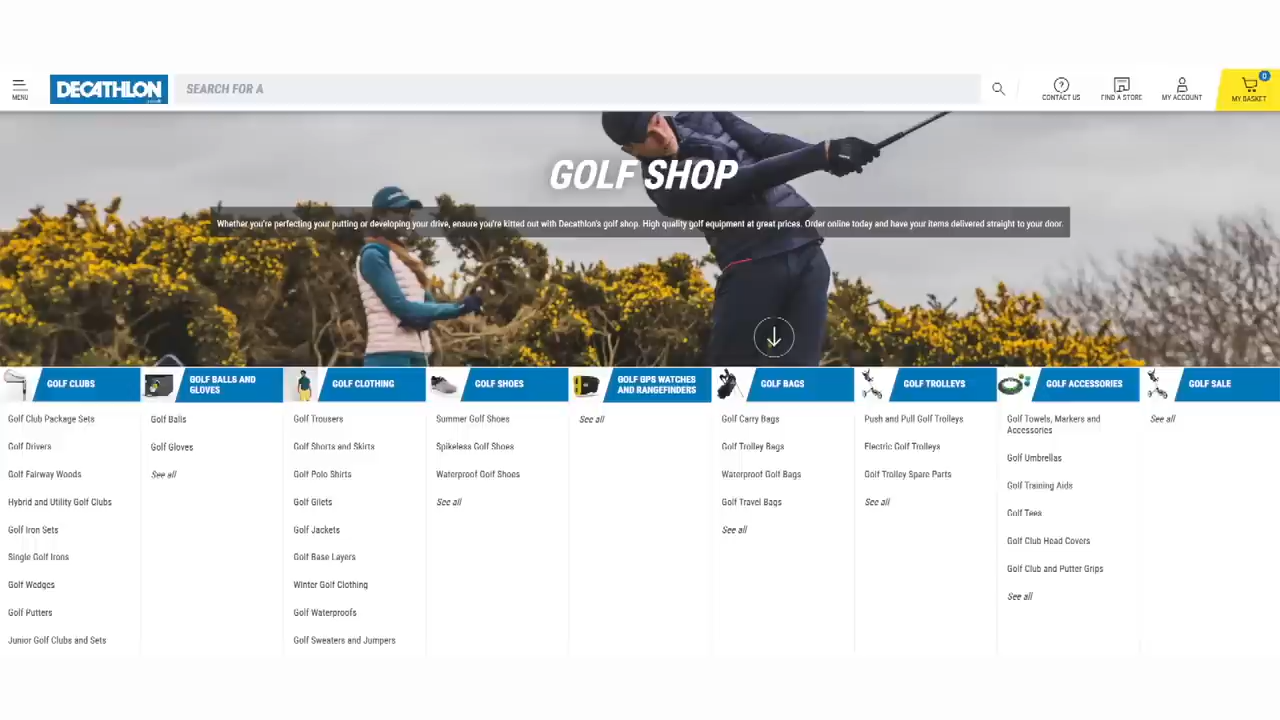 MENU
DECATHLON
SEARCH FOR A
CONTACT US
FIND A STORE
MY ACCOUNT
0
MY BASKET
GOLF SHOP
Whether you're perfecting your putting or developing your drive, ensure you're kitted out with Decathlon's golf shop. High quality golf equipment at great prices. Order online today and have your items delivered straight to your door.
GOLF CLUBS
Golf Club Package Sets
Golf Drivers
Golf Fairway Woods
Hybrid and Utility Golf Clubs
Golf Iron Sets
Single Golf Irons
Golf Wedges
Golf Putters
Junior Golf Clubs and Sets
GOLF BALLS AND
GLOVES
Golf Balls
Golf Gloves
See all
GOLF CLOTHING
Golf Trousers
Golf Shorts and Skirts
Golf Polo Shirts
Golf Gilets
Golf Jackets
Golf Base Layers
Winter Golf Clothing
Golf Waterproofs
Golf Sweaters and Jumpers
GOLF SHOES
Summer Golf Shoes
Spikeless Golf Shoes
Waterproof Golf Shoes
See all
GOLF GPS WATCHES
AND RANGEFINDERS
See all
GOLF BAGS
Golf Carry Bags
Golf Trolley Bags
Waterproof Golf Bags
Golf Travel Bags
See all
GOLF TROLLEYS
Push and Pull Golf Trolleys
Electric Golf Trolleys
Golf Trolley Spare Parts
See all
GOLF ACCESSORIES
Golf Towels, Markers and
Accessories
Golf Umbrellas
Golf Training Aids
Golf Tees
Golf Club Head Covers
Golf Club and Putter Grips
See all
GOLF SALE
See all